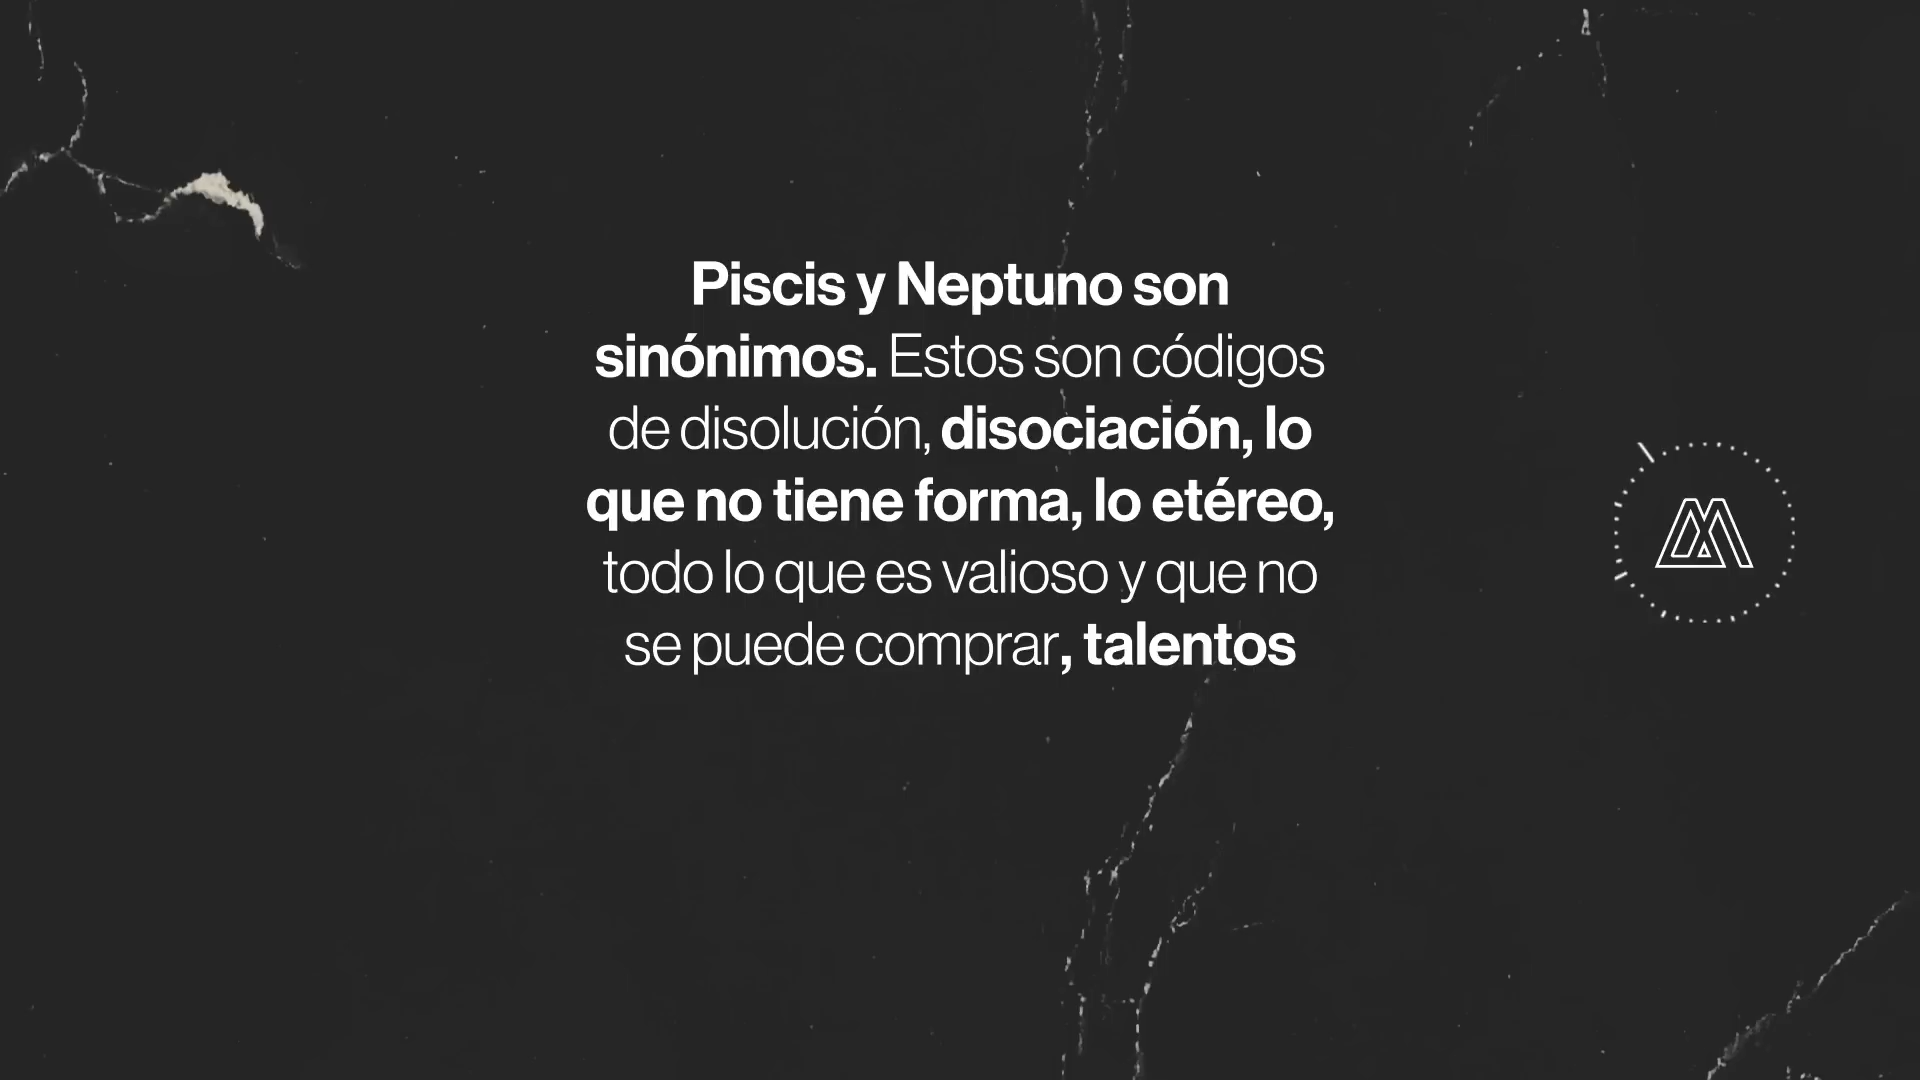 Piscis y Neptuno son
sinónimos. Estos son códigos
de disolución, disociación, lo
que no tiene forma, lo etéreo,
todo lo que es valioso y que no
se puede comprar, talentos